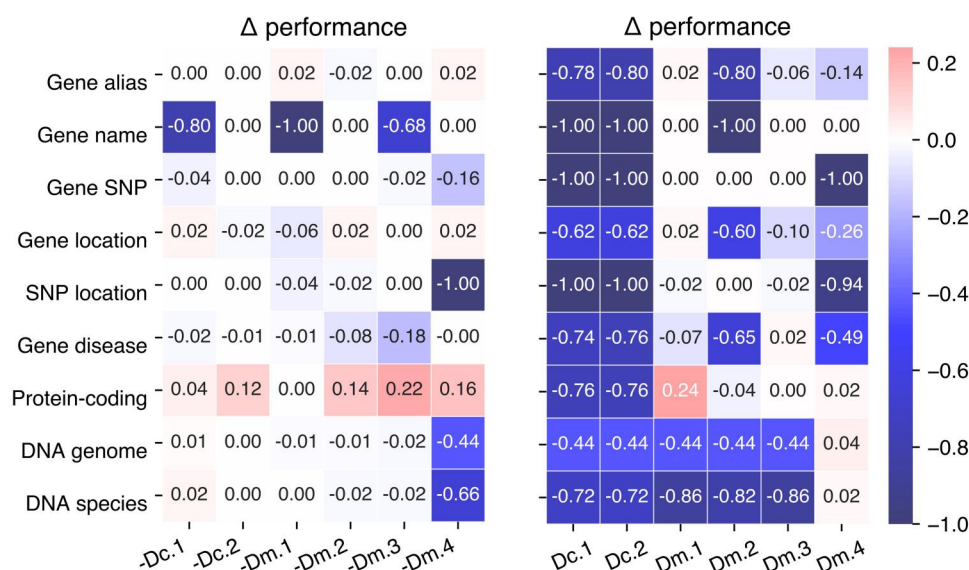 Δ performance Δ performance
Gene alias 0.00 0.00 0.02 -0.02 0.00 0.02 -0.78 -0.80 0.02 -0.80 -0.06 -0.14 0.2
Gene name -0.80 0.00 -1.00 0.00 -0.68 0.00 -1.00 -1.00 0.00 -1.00 0.00 0.00 0.0
Gene SNP -0.04 0.00 0.00 0.00 -0.02 -0.16 -1.00 -1.00 0.00 0.00 0.00 -1.00 -0.2
Gene location 0.02 -0.02 -0.06 0.02 0.00 0.02 -0.62 -0.62 0.02 -0.60 -0.10 -0.26
SNP location 0.00 0.00 -0.04 -0.02 0.00 -1.00 -1.00 -1.00 -0.02 0.00 -0.02 -0.94 -0.4
Gene disease -0.02 -0.01 -0.01 -0.08 -0.18 -0.00 -0.74 -0.76 -0.07 -0.65 0.02 -0.49
Protein-coding 0.04 0.12 0.00 0.14 0.22 0.16 -0.76 -0.76 0.24 -0.04 0.00 0.02 -0.6
DNA genome 0.01 0.00 -0.01 -0.01 -0.02 -0.44 -0.44 -0.44 -0.44 -0.44 -0.44 0.04 -0.8
DNA species 0.02 0.00 0.00 -0.02 -0.02 -0.66 -0.72 -0.72 -0.86 -0.82 -0.86 0.02 -1.0
-Dc.1 -Dc.2 -Dm.1 -Dm.2 -Dm.3 -Dm.4 Dc.1 Dc.2 Dm.1 Dm.2 Dm.3 Dm.4